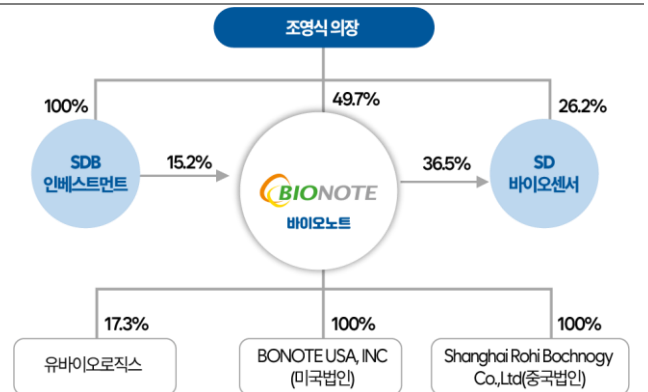 조영식 의장
100%
49.7%
26.2%
SDB
인베스트먼트
15.2%
BIONOTE
바이오노트
36.5%
SD
바이오센서
17.3%
100%
100%
유바이오로직스
BONOTE USA, INC
(미국법인)
Shanghai Rohi Bochnogy
Co.,Ltd(중국법인)